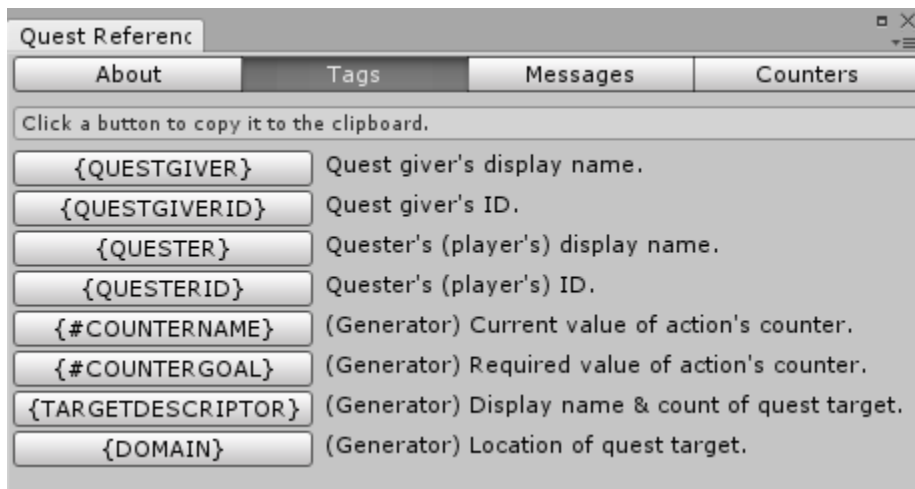 Quest Referenc
About Tags Messages Counters
Click a button to copy it to the clipboard.
{QUESTGIVER} Quest giver's display name.
{QUESTGIVERID} Quest giver's ID.
{QUESTER} Quester's (player's) display name.
{QUESTERID} Quester's (player's) ID.
{#COUNTERNAME} (Generator) Current value of action's counter.
{#COUNTERGOAL} (Generator) Required value of action's counter.
{TARGETDESCRIPTOR} (Generator) Display name & count of quest target.
{DOMAIN} (Generator) Location of quest target.